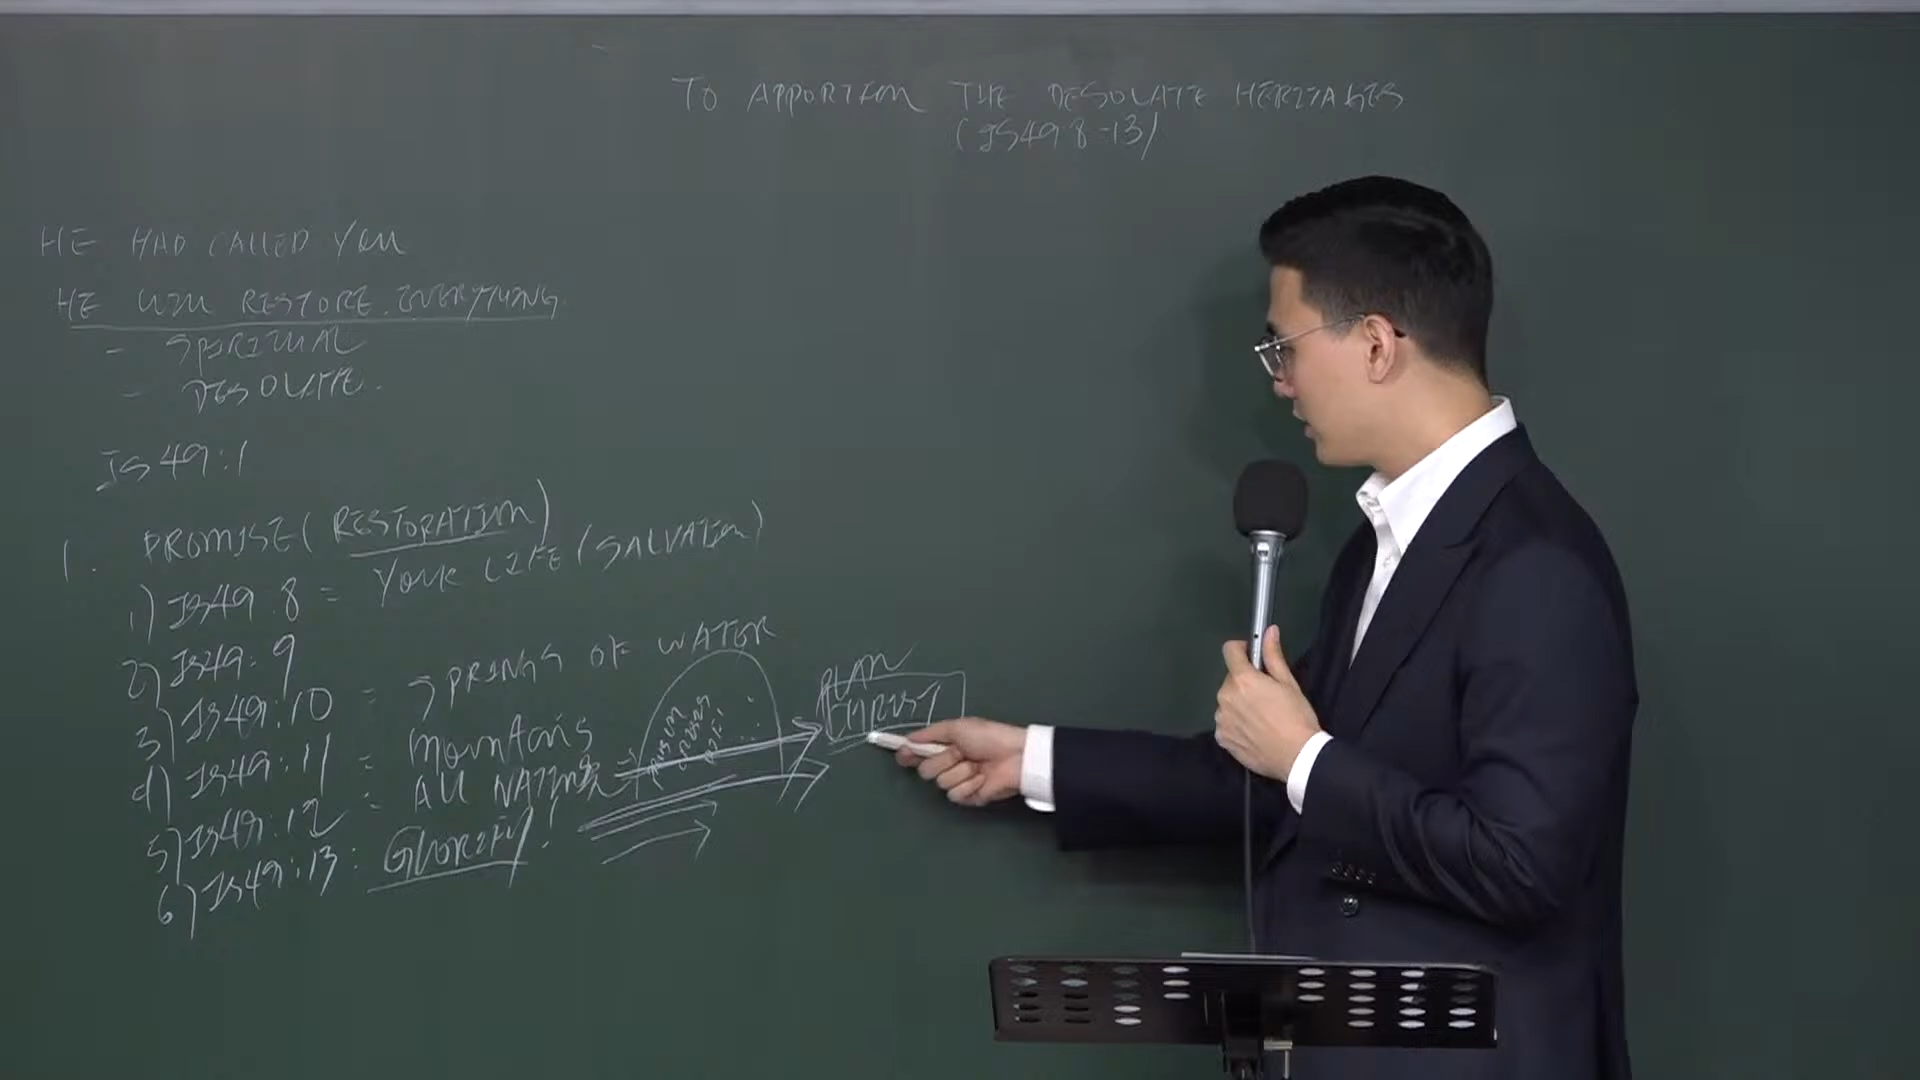 TO APPORTION THE DESOLATE HERITAGES
(IS49:8-13)
HE HAD CALLED YOU
HE WILL RESTORE EVERYTHING.
- SPIRITUAL
- DESOLATE.
IS 49:1
1. PROMISE (RESTORATION)
1) IS49:8 = YOUR LIFE (SALVATION)
2) IS49:9
3) IS49:10 = SPRINGS OF WATER
4) IS49:11 = Mountains
5) IS49:12 = All NATIONS
6) IS49:13: GLORIFY!
PLAN